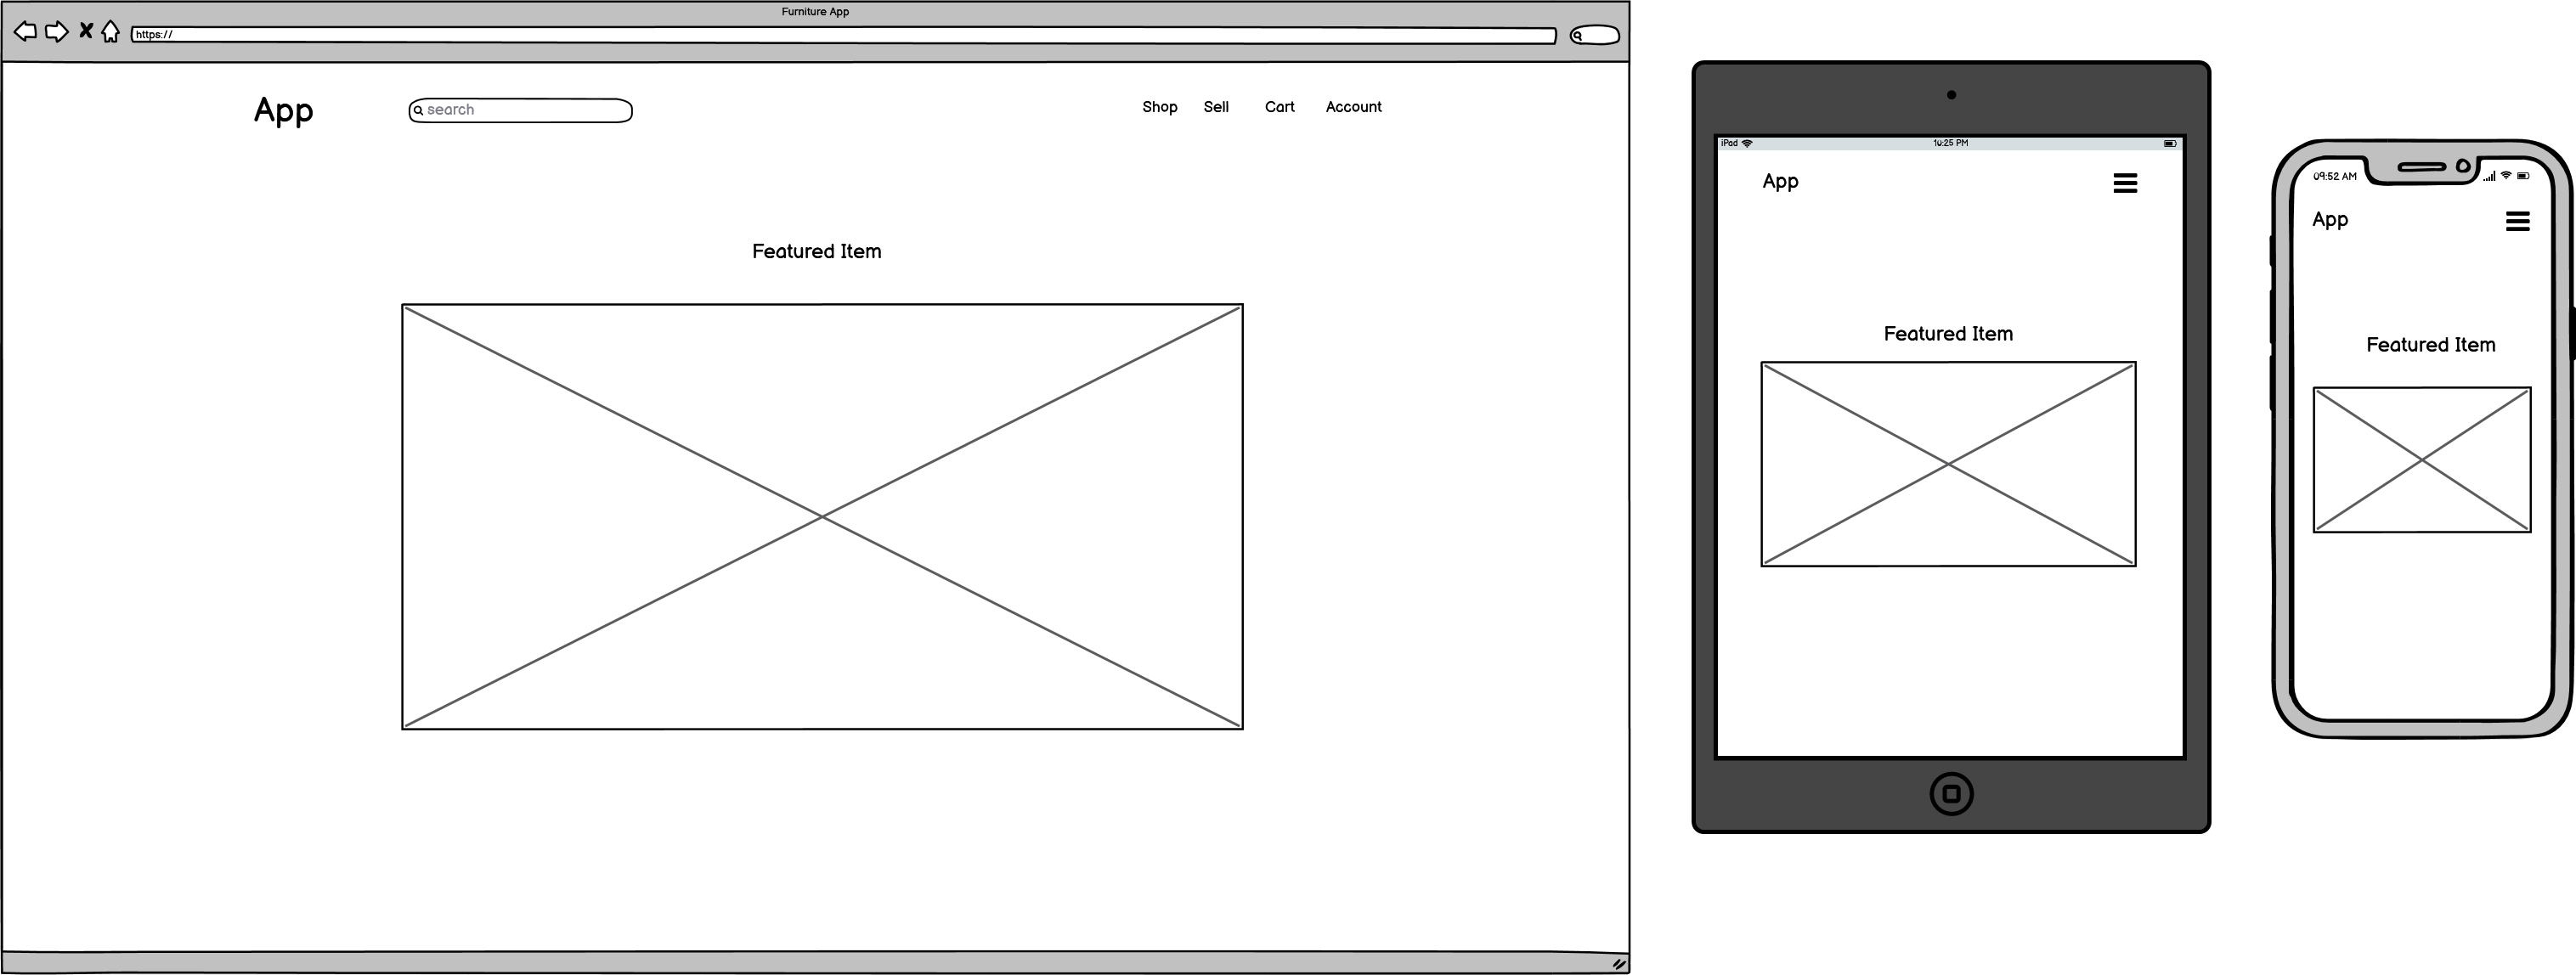 Furniture App
https://
App
search
Shop Sell Cart Account
Featured Item
iPad
10:25 PM
App
Featured Item
09:52 AM
App
Featured Item